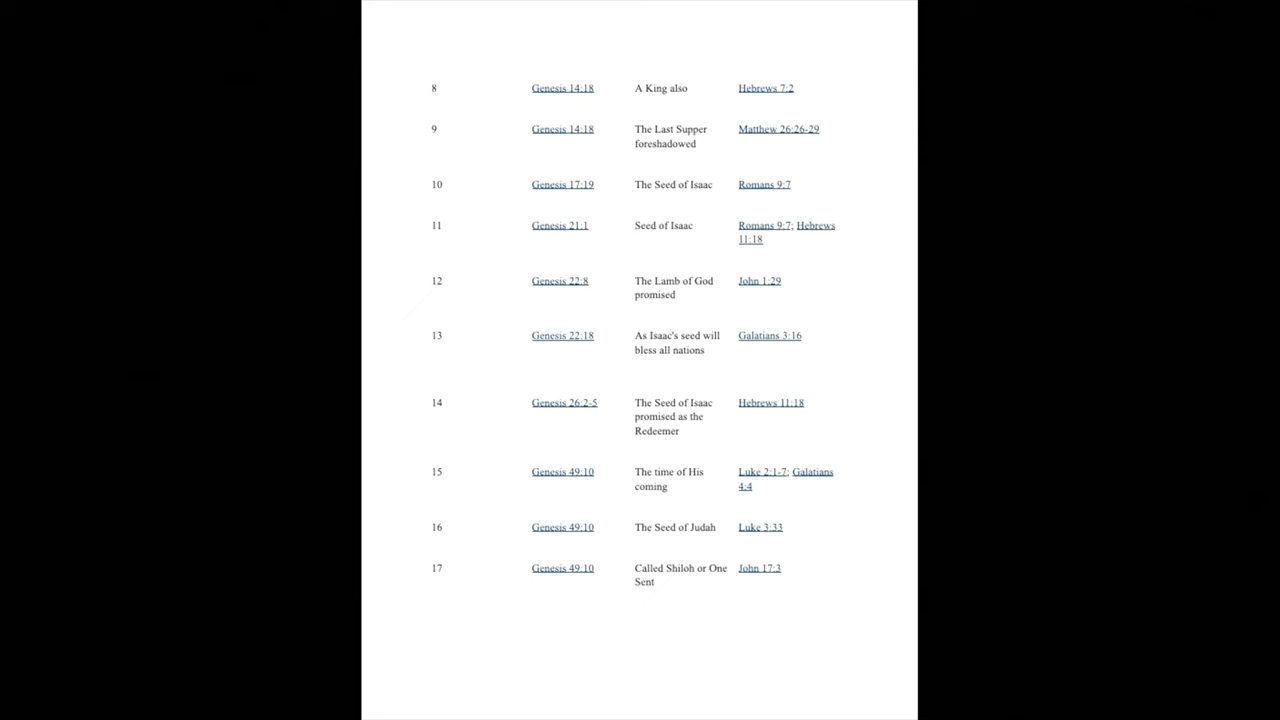 8 Genesis 14:18 A King also Hebrews 7:2
9 Genesis 14:18 The Last Supper Matthew 26:26-29
foreshadowed
10 Genesis 17:19 The Seed of Isaac Romans 9:7
11 Genesis 21:1 Seed of Isaac Romans 9:7; Hebrews
11:18
12 Genesis 22:8 The Lamb of God John 1:29
promised
13 Genesis 22:18 As Isaac's seed will Galatians 3:16
bless all nations
14 Genesis 26:2-5 The Seed of Isaac Hebrews 11:18
promised as the
Redeemer
15 Genesis 49:10 The time of His Luke 2:1-7; Galatians
coming 4:4
16 Genesis 49:10 The Seed of Judah Luke 3:33
17 Genesis 49:10 Called Shiloh or One John 17:3
Sent